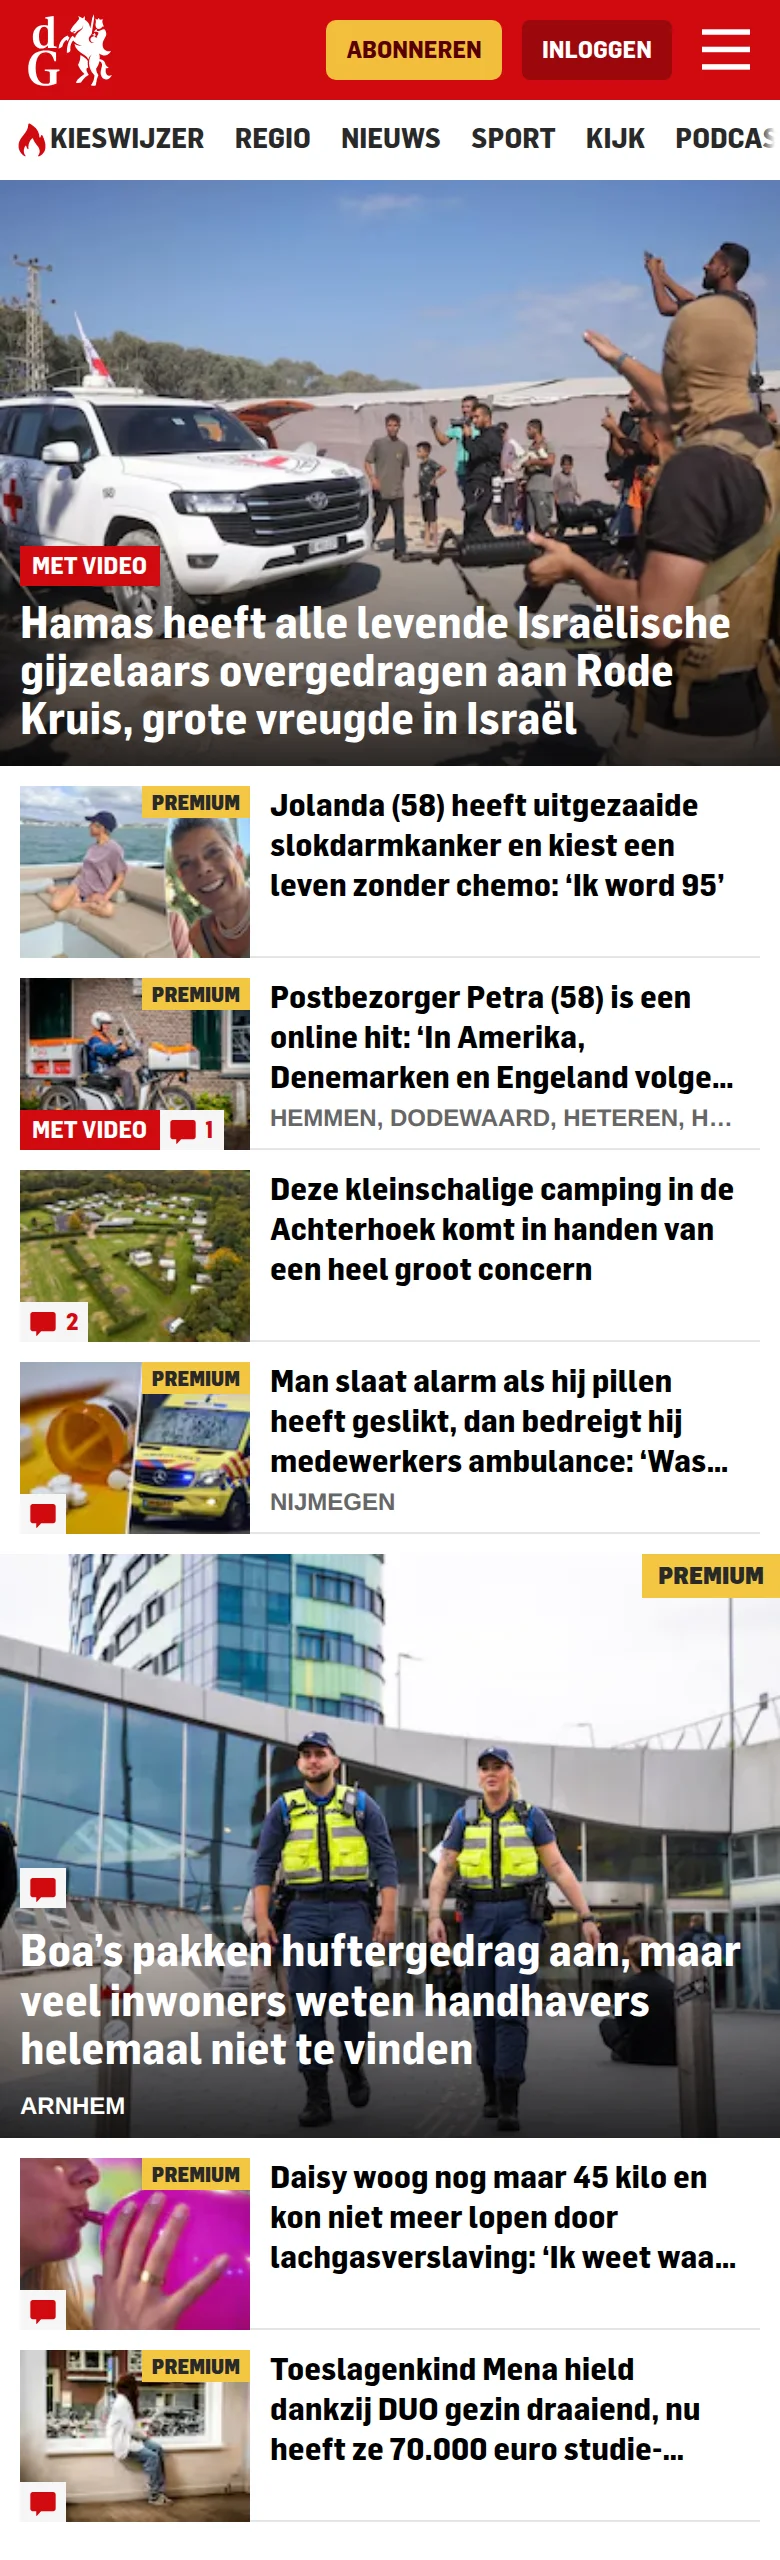 dG
ABONNEREN
INLOGGEN
KIESWIJZER REGIO NIEUWS SPORT KIJK PODCAS
MET VIDEO
Hamas heeft alle levende Israëlische
gijzelaars overgedragen aan Rode
Kruis, grote vreugde in Israël
PREMIUM
Jolanda (58) heeft uitgezaaide
slokdarmkanker en kiest een
leven zonder chemo: ‘Ik word 95’
PREMIUM
MET VIDEO
1
Postbezorger Petra (58) is een
online hit: ‘In Amerika,
Denemarken en Engeland volge...
HEMMEN, DODEWAARD, HETEREN, H...
2
Deze kleinschalige camping in de
Achterhoek komt in handen van
een heel groot concern
PREMIUM
Man slaat alarm als hij pillen
heeft geslikt, dan bedreigt hij
medewerkers ambulance: ‘Was...
NIJMEGEN
PREMIUM
Boa’s pakken huftergedrag aan, maar
veel inwoners weten handhavers
helemaal niet te vinden
ARNHEM
PREMIUM
Daisy woog nog maar 45 kilo en
kon niet meer lopen door
lachgasverslaving: ‘Ik weet waa...
PREMIUM
Toeslagenkind Mena hield
dankzij DUO gezin draaiend, nu
heeft ze 70.000 euro studie-...